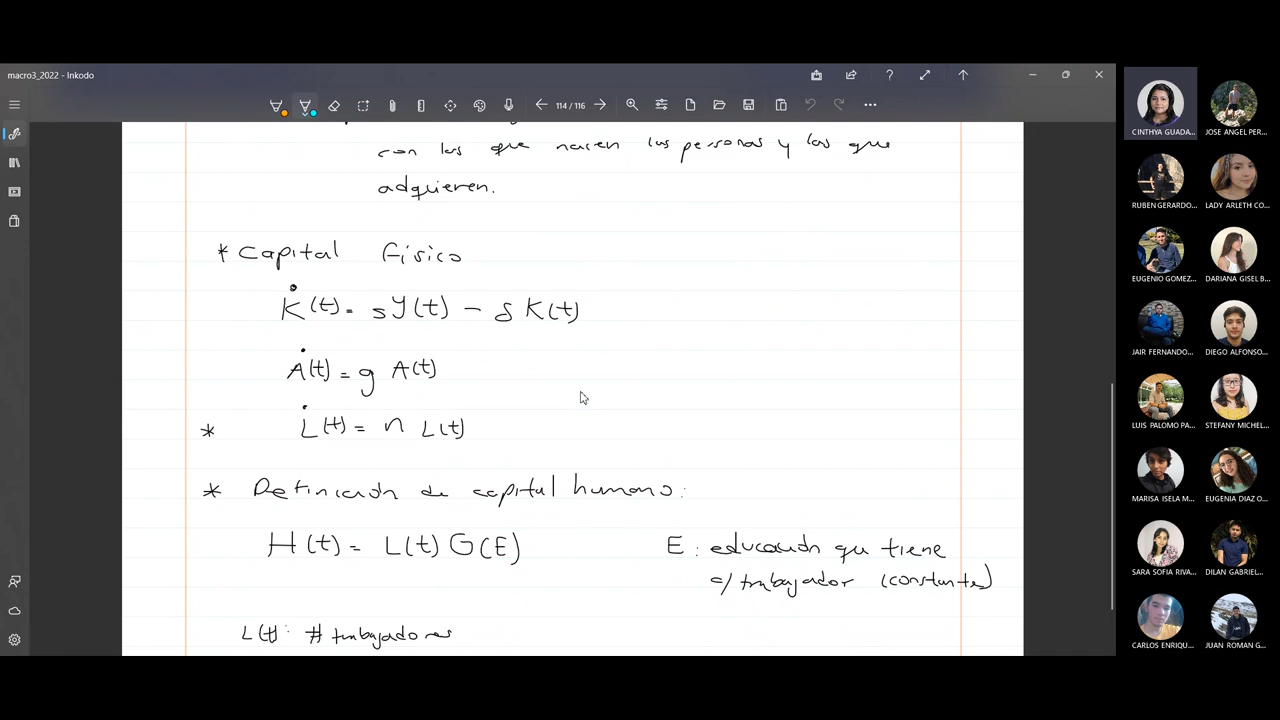 macro3_2022 - Inkodo
114 / 116
con las que nacen las personas y las que
adquieren.
* Capital físico
K̇(t) = sY(t) - δK(t)
Ȧ(t) = g A(t)
* L̇(t) = n L(t)
* Definición de capital humano:
H(t) = L(t) G(E)
E : educación que tiene
c/ trabajador (constante)
L(t): # trabajadores
CINTHYA GUADA...
JOSE ANGEL PER...
RUBEN GERARDO...
LADY ARLETH CO...
EUGENIO GOMEZ...
DARIANA GISEL B...
JAIR FERNANDO...
DIEGO ALFONSO...
LUIS PALOMO PA...
STEFANY MICHEL...
MARISA ISELA M...
EUGENIA DIAZ O...
SARA SOFIA RIVA...
DILAN GABRIEL...
CARLOS ENRIQU...
JUAN ROMAN G...